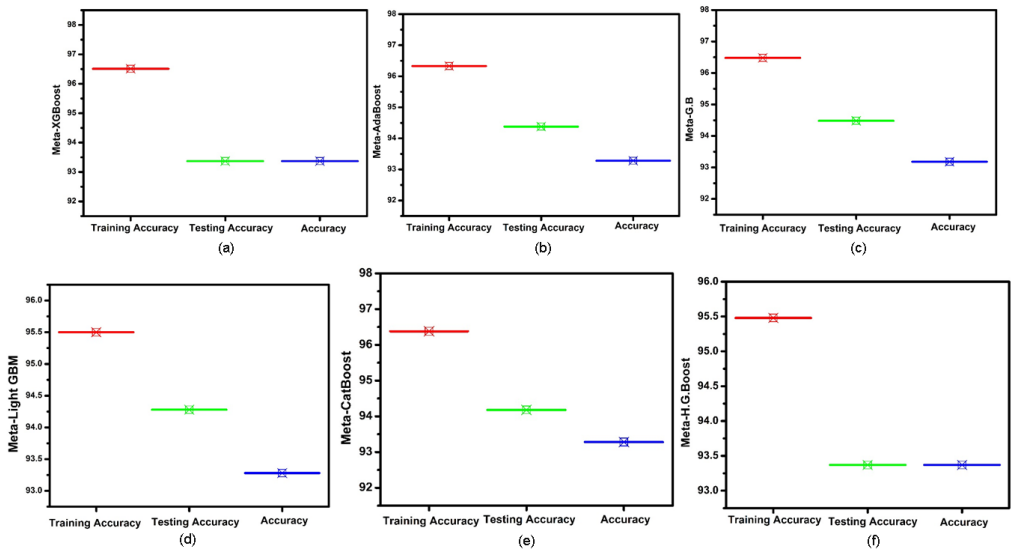 98
97
96
95
94
93
92
Meta-XGBoost
Training Accuracy Testing Accuracy Accuracy
(a)
98
97
96
95
94
93
92
Meta-AdaBoost
Training Accuracy Testing Accuracy Accuracy
(b)
98
97
96
95
94
93
92
Meta-G.B
Training Accuracy Testing Accuracy Accuracy
(c)
96.0
95.5
95.0
94.5
94.0
93.5
93.0
Meta-Light GBM
Training Accuracy Testing Accuracy Accuracy
(d)
98
97
96
95
94
93
92
Meta-CatBoost
Training Accuracy Testing Accuracy Accuracy
(e)
96.0
95.5
95.0
94.5
94.0
93.5
93.0
Meta-H.G.Boost
Training Accuracy Testing Accuracy Accuracy
(f)